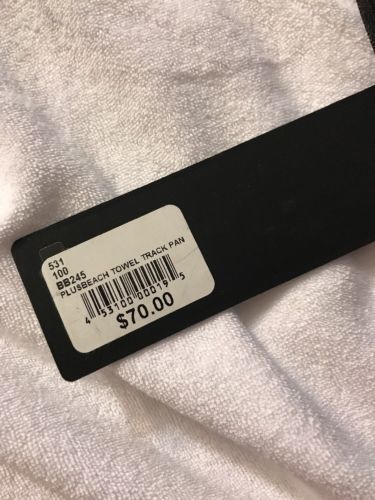 531
100
BB245
PLUSBEACH TOWEL TRACK PAN
4 53100 00019 5
$70.00